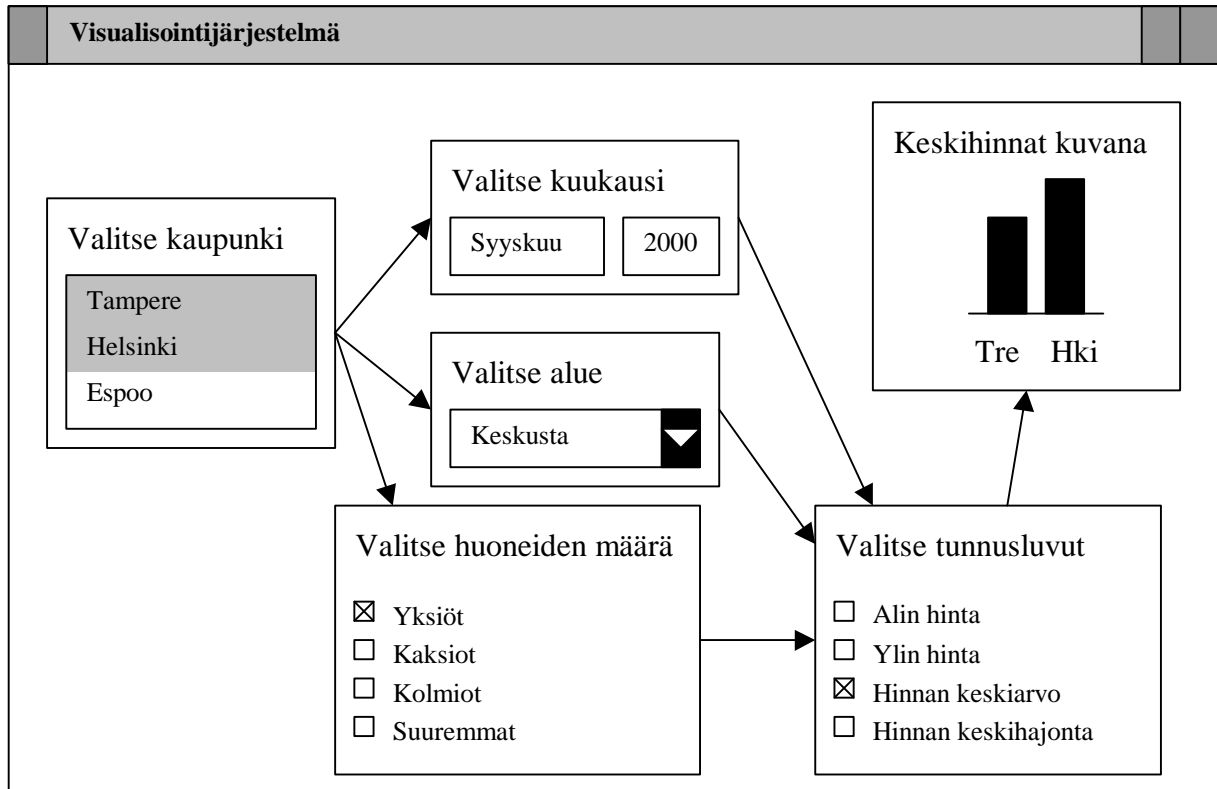 Visualisointijärjestelmä
Valitse kaupunki
Tampere
Helsinki
Espoo
Valitse kuukausi
Syyskuu 2000
Valitse alue
Keskusta
Valitse huoneiden määrä
Yksiöt
Kaksiot
Kolmiot
Suuremmat
Valitse tunnusluvut
Alin hinta
Ylin hinta
Hinnan keskiarvo
Hinnan keskihajonta
Keskihinnat kuvana
Tre Hki